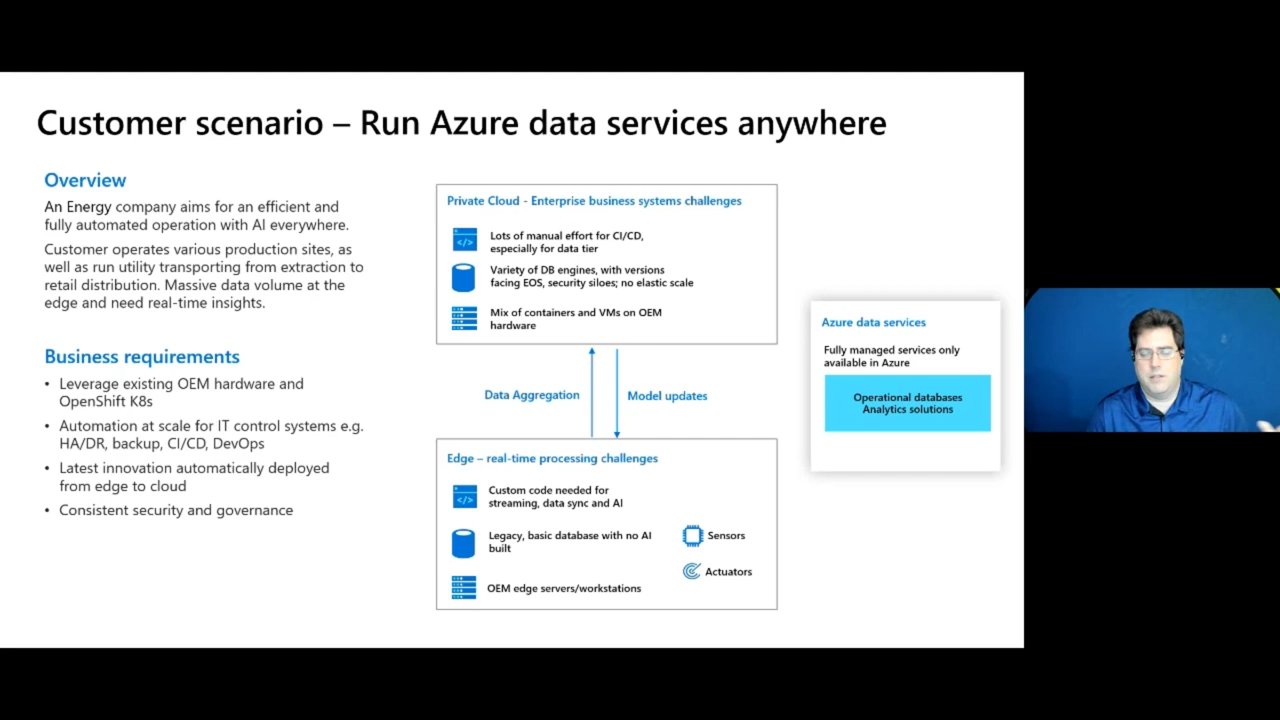 Customer scenario – Run Azure data services anywhere
Overview
An Energy company aims for an efficient and
fully automated operation with AI everywhere.
Customer operates various production sites, as
well as run utility transporting from extraction to
retail distribution. Massive data volume at the
edge and need real-time insights.
Business requirements
• Leverage existing OEM hardware and
OpenShift K8s
• Automation at scale for IT control systems e.g.
HA/DR, backup, CI/CD, DevOps
• Latest innovation automatically deployed
from edge to cloud
• Consistent security and governance
Private Cloud - Enterprise business systems challenges
Lots of manual effort for CI/CD,
especially for data tier
Variety of DB engines, with versions
facing EOS, security siloes; no elastic scale
Mix of containers and VMs on OEM
hardware
Data Aggregation
Model updates
Edge – real-time processing challenges
Custom code needed for
streaming, data sync and AI
Legacy, basic database with no AI
built
OEM edge servers/workstations
Sensors
Actuators
Azure data services
Fully managed services only
available in Azure
Operational databases
Analytics solutions